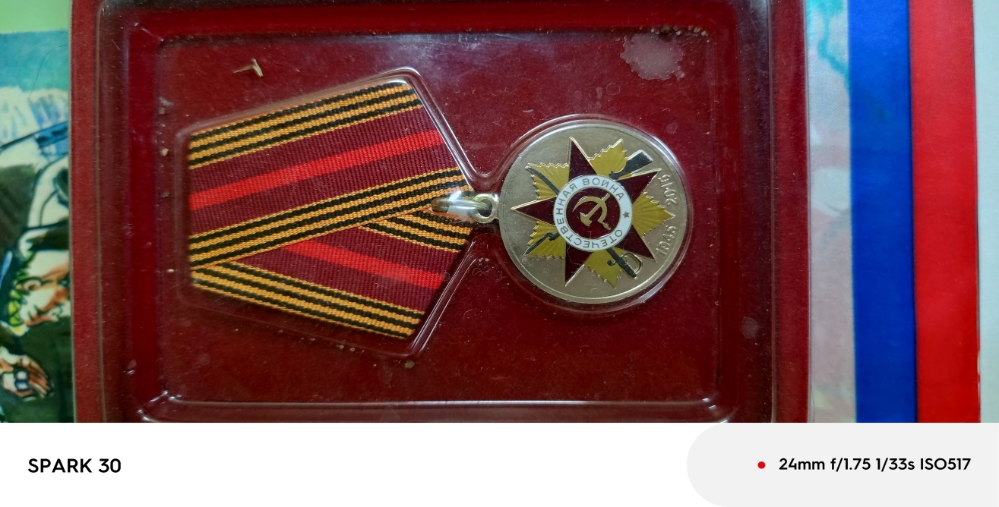 ОТЕЧЕСТВЕННАЯ ВОЙНА
1945
2015
SPARK 30
24mm f/1.75 1/33s ISO517